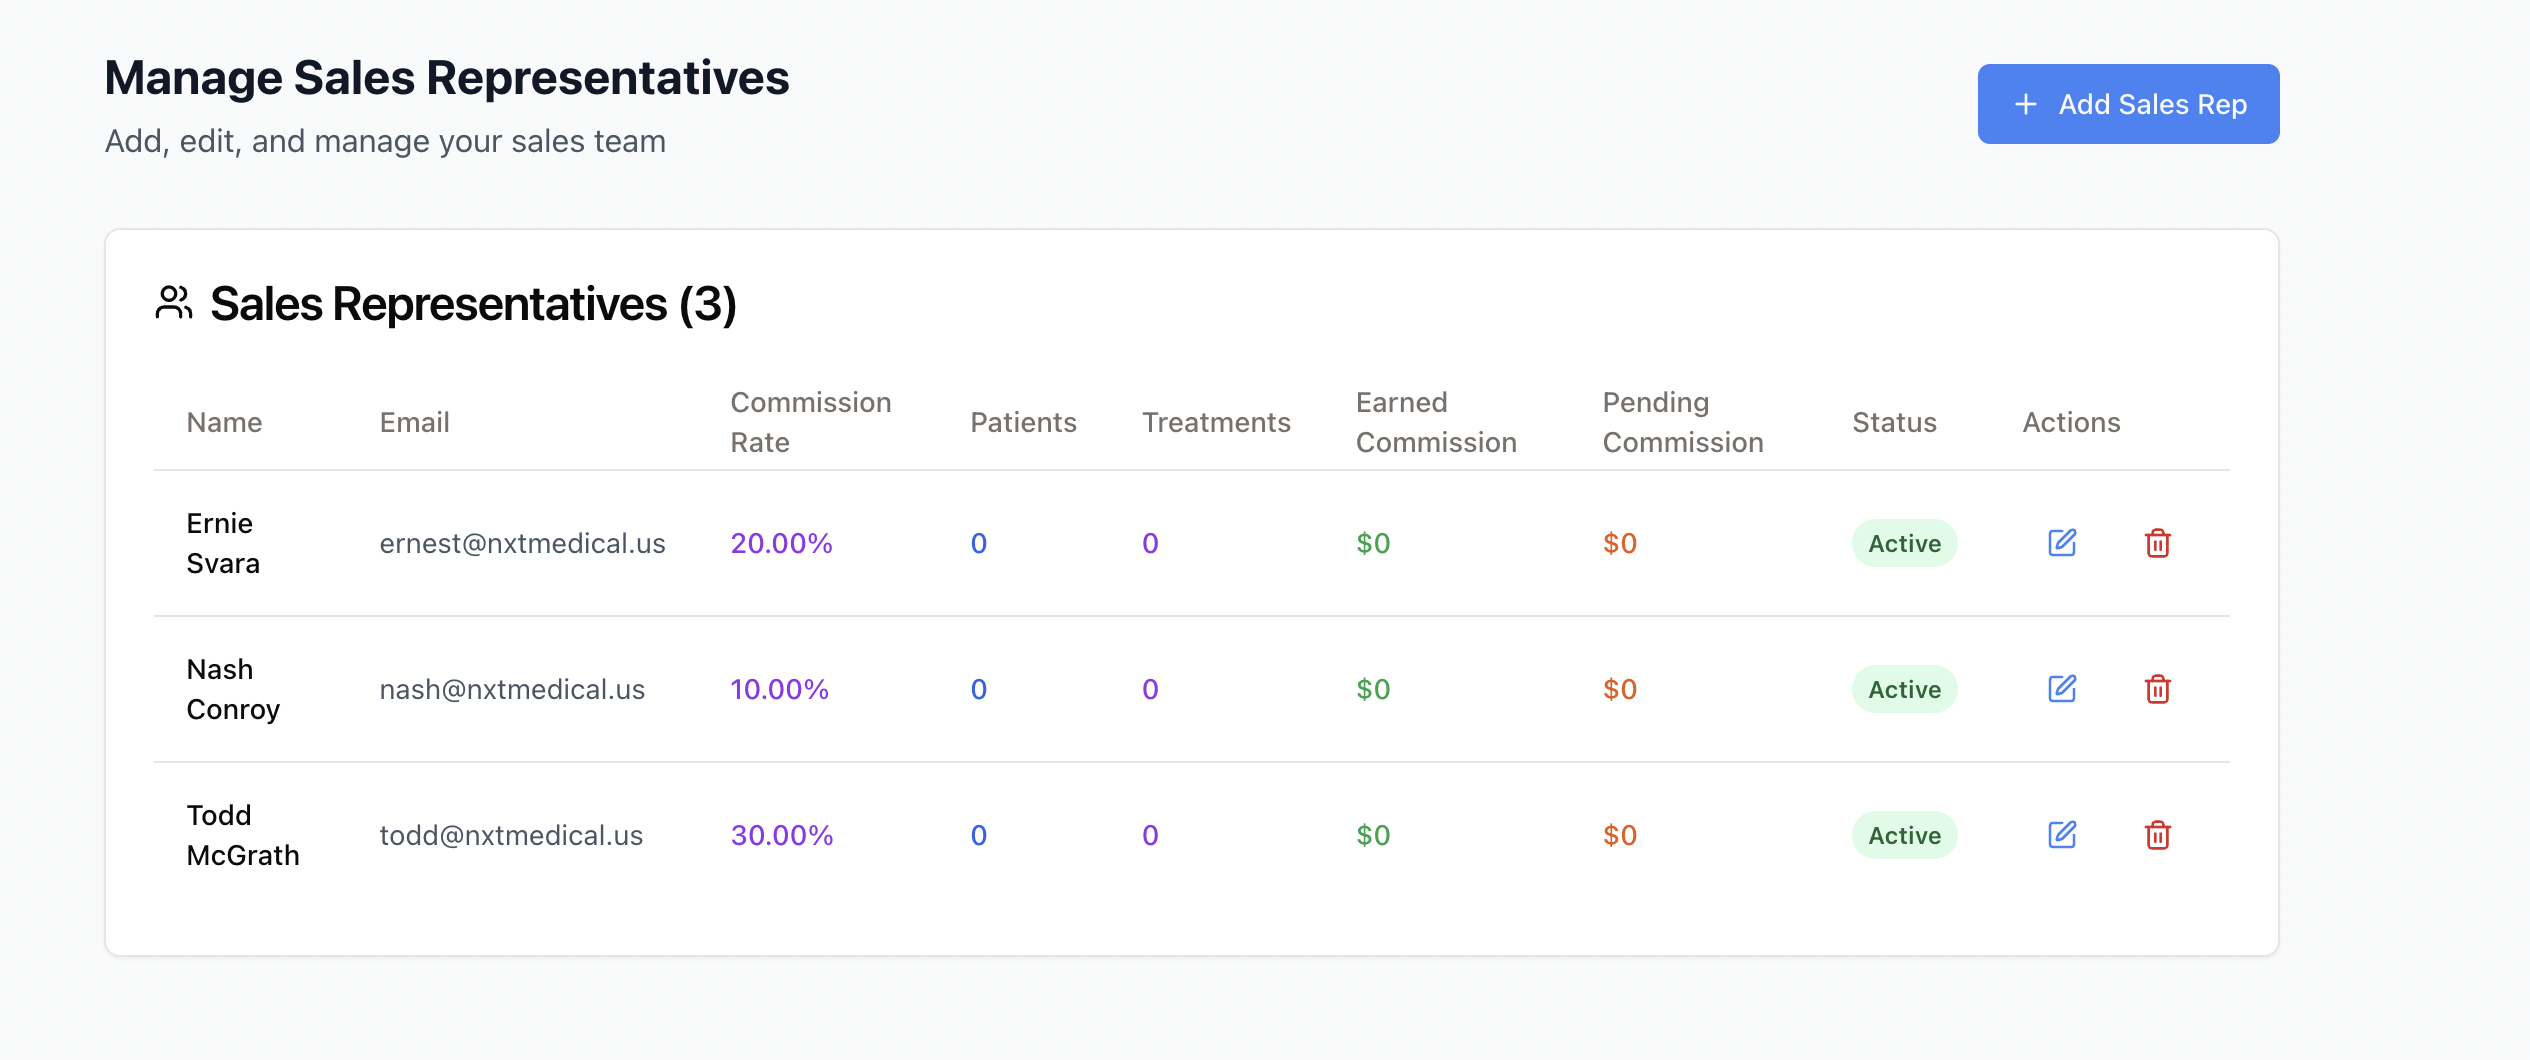 Manage Sales Representatives
Add, edit, and manage your sales team
+ Add Sales Rep
Sales Representatives (3)
Name Email Commission Rate Patients Treatments Earned Commission Pending Commission Status Actions
Ernie Svara ernest@nxtmedical.us 20.00% 0 0 $0 $0 Active
Nash Conroy nash@nxtmedical.us 10.00% 0 0 $0 $0 Active
Todd McGrath todd@nxtmedical.us 30.00% 0 0 $0 $0 Active